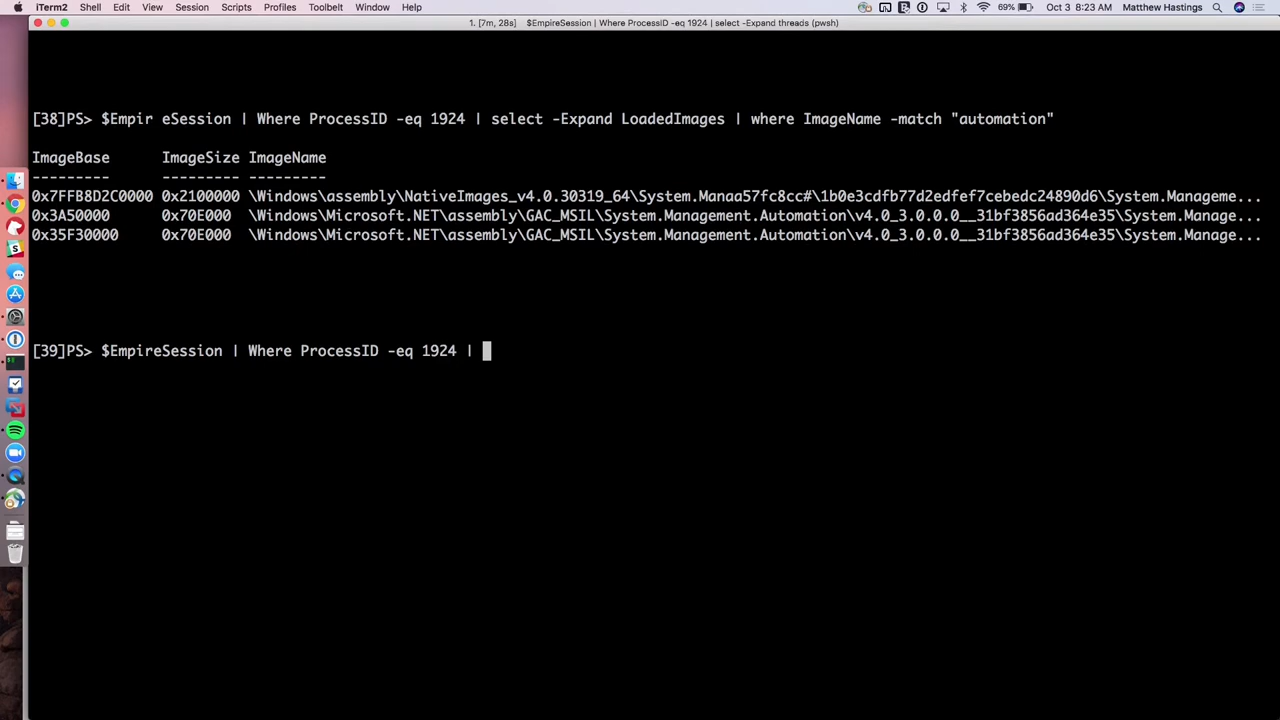 iTerm2 Shell Edit View Session Scripts Profiles Toolbelt Window Help 69% Oct 3 8:23 AM Matthew Hastings
1. [7m, 28s] $EmpireSession | Where ProcessID -eq 1924 | select -Expand threads (pwsh)
[38]PS> $Empir eSession | Where ProcessID -eq 1924 | select -Expand LoadedImages | where ImageName -match "automation"
ImageBase ImageSize ImageName
--------- --------- ---------
0x7FFB8D2C0000 0x2100000 \Windows\assembly\NativeImages_v4.0.30319_64\System.Manaa57fc8cc#\1b0e3cdfb77d2edfef7cebedc24890d6\System.Manageme...
0x3A50000 0x70E000 \Windows\Microsoft.NET\assembly\GAC_MSIL\System.Management.Automation\v4.0_3.0.0.0__31bf3856ad364e35\System.Manage...
0x35F30000 0x70E000 \Windows\Microsoft.NET\assembly\GAC_MSIL\System.Management.Automation\v4.0_3.0.0.0__31bf3856ad364e35\System.Manage...
[39]PS> $EmpireSession | Where ProcessID -eq 1924 |